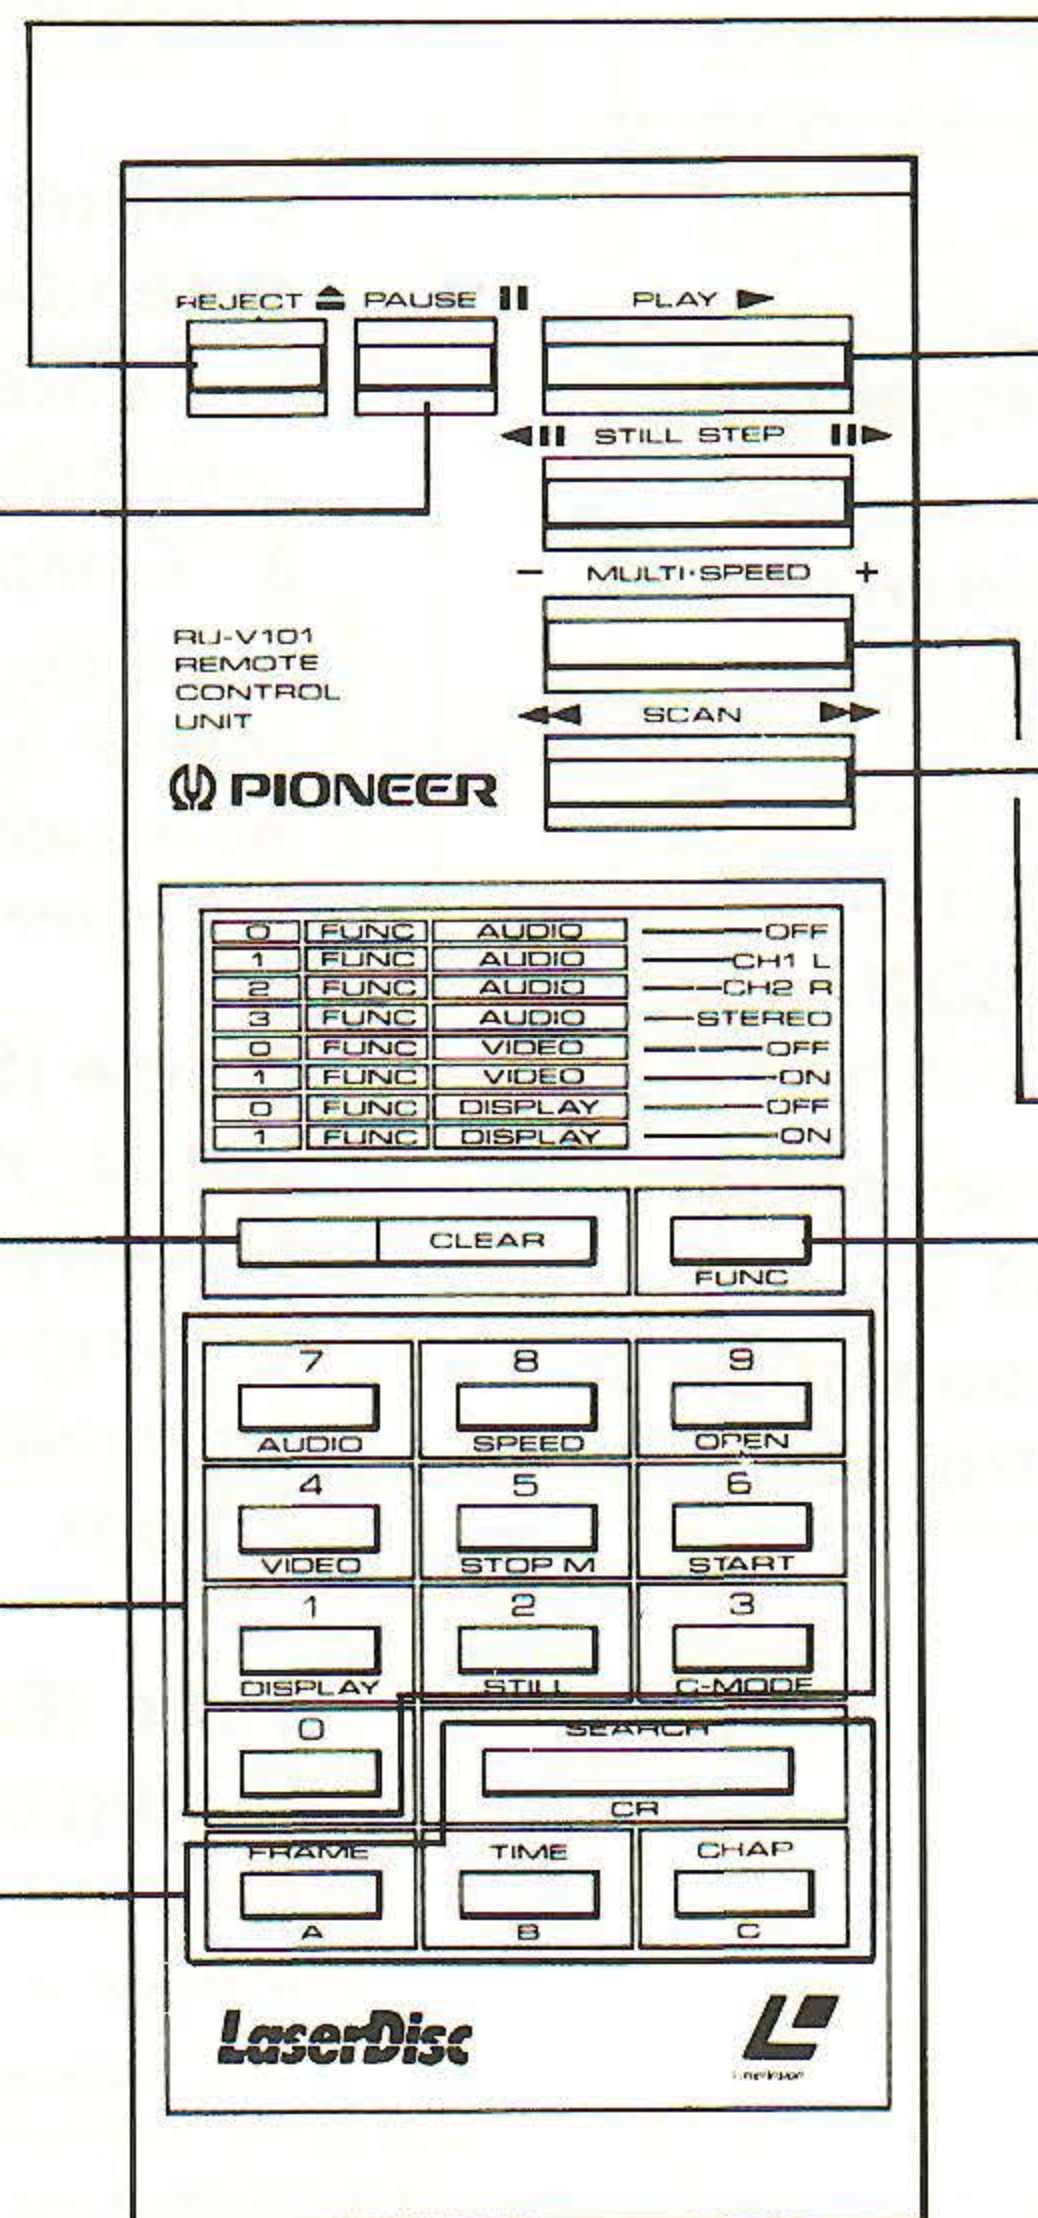 REJECT ⏏ PAUSE ⏸ PLAY ▶
◀⏸ STILL STEP ⏸▶
− MULTI·SPEED +
RU-V101
REMOTE
CONTROL
UNIT
◀◀ SCAN ▶▶
PIONEER
0 FUNC AUDIO OFF
1 FUNC AUDIO CH1 L
2 FUNC AUDIO CH2 R
3 FUNC AUDIO STEREO
0 FUNC VIDEO OFF
1 FUNC VIDEO ON
0 FUNC DISPLAY OFF
1 FUNC DISPLAY ON
CLEAR
FUNC
7 8 9
AUDIO SPEED OPEN
4 5 6
VIDEO STOP M START
1 2 3
DISPLAY STILL C-MODE
0 SEARCH
CR
FRAME TIME CHAP
A B C
LaserDisc